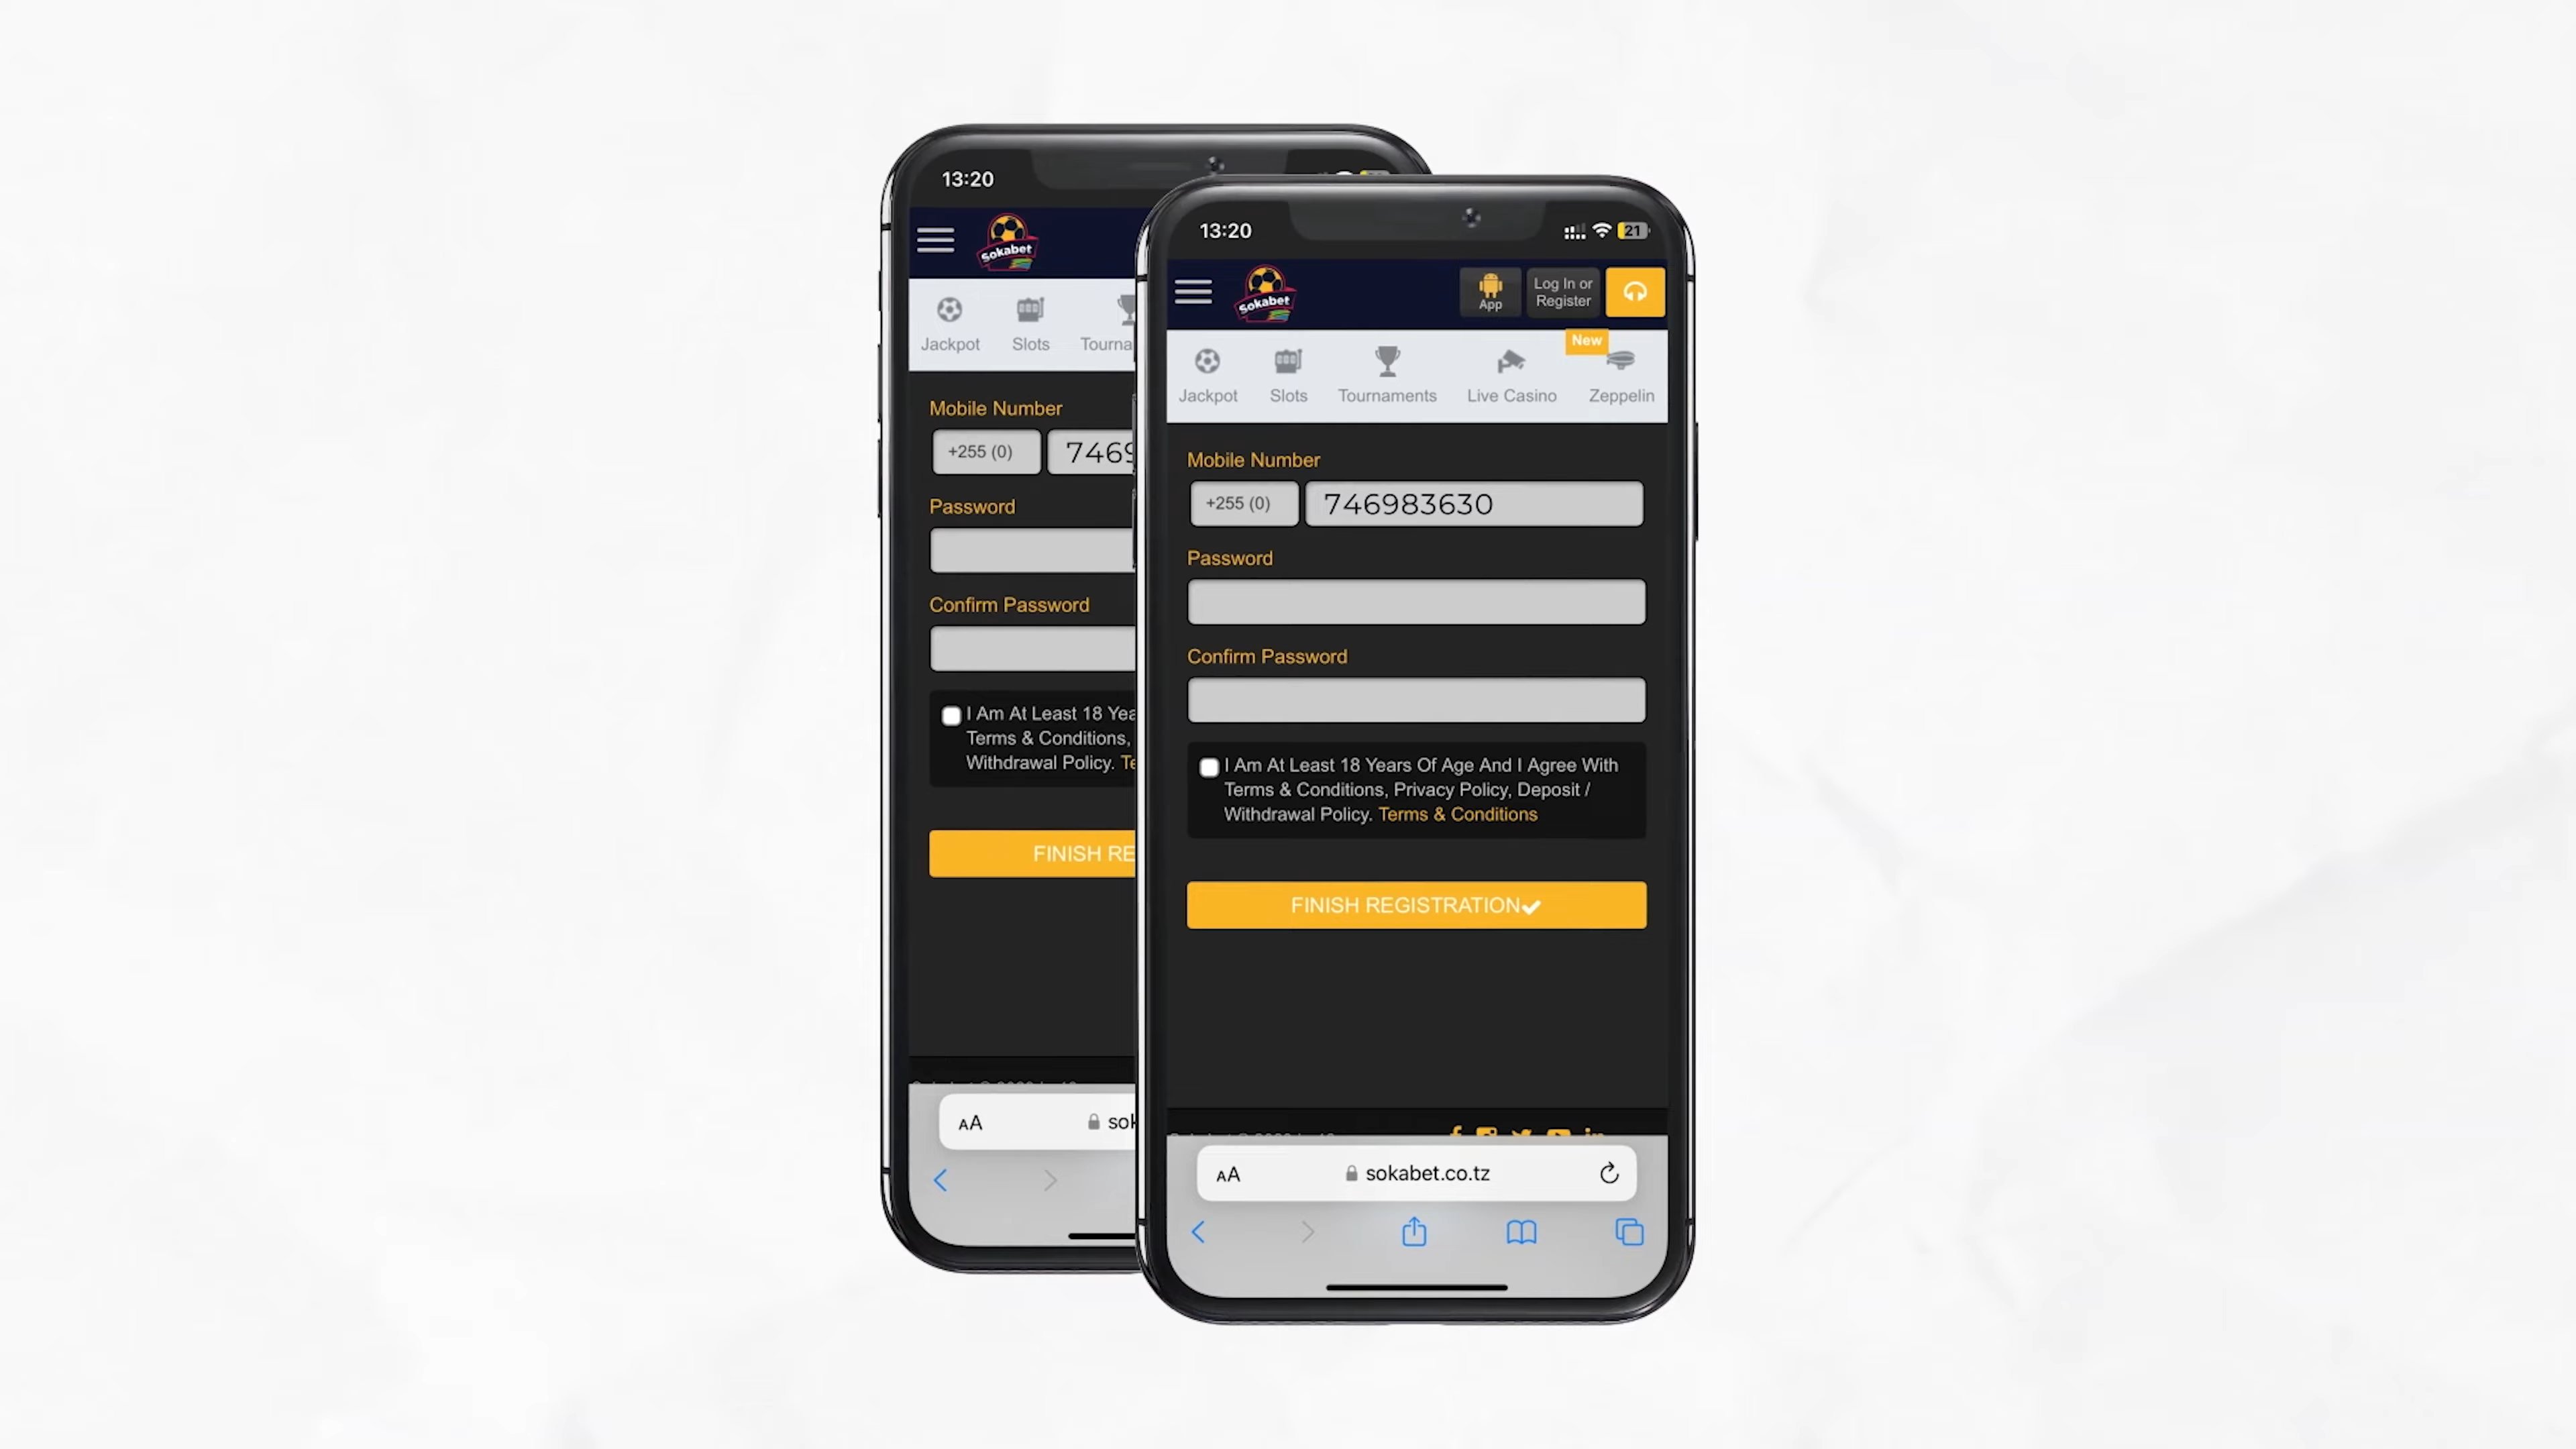 13:20
Sokabet
Jackpot
Slots
Tourna
Mobile Number
+255 (0)
746
Password
Confirm Password
I Am At Least 18 Yea
Terms & Conditions,
Withdrawal Policy. Te
FINISH RE
AA
sok
13:20
21
Sokabet
App
Log In or
Register
New
Jackpot
Slots
Tournaments
Live Casino
Zeppelin
Mobile Number
+255 (0)
746983630
Password
Confirm Password
I Am At Least 18 Years Of Age And I Agree With
Terms & Conditions, Privacy Policy, Deposit /
Withdrawal Policy. Terms & Conditions
FINISH REGISTRATION
AA
sokabet.co.tz